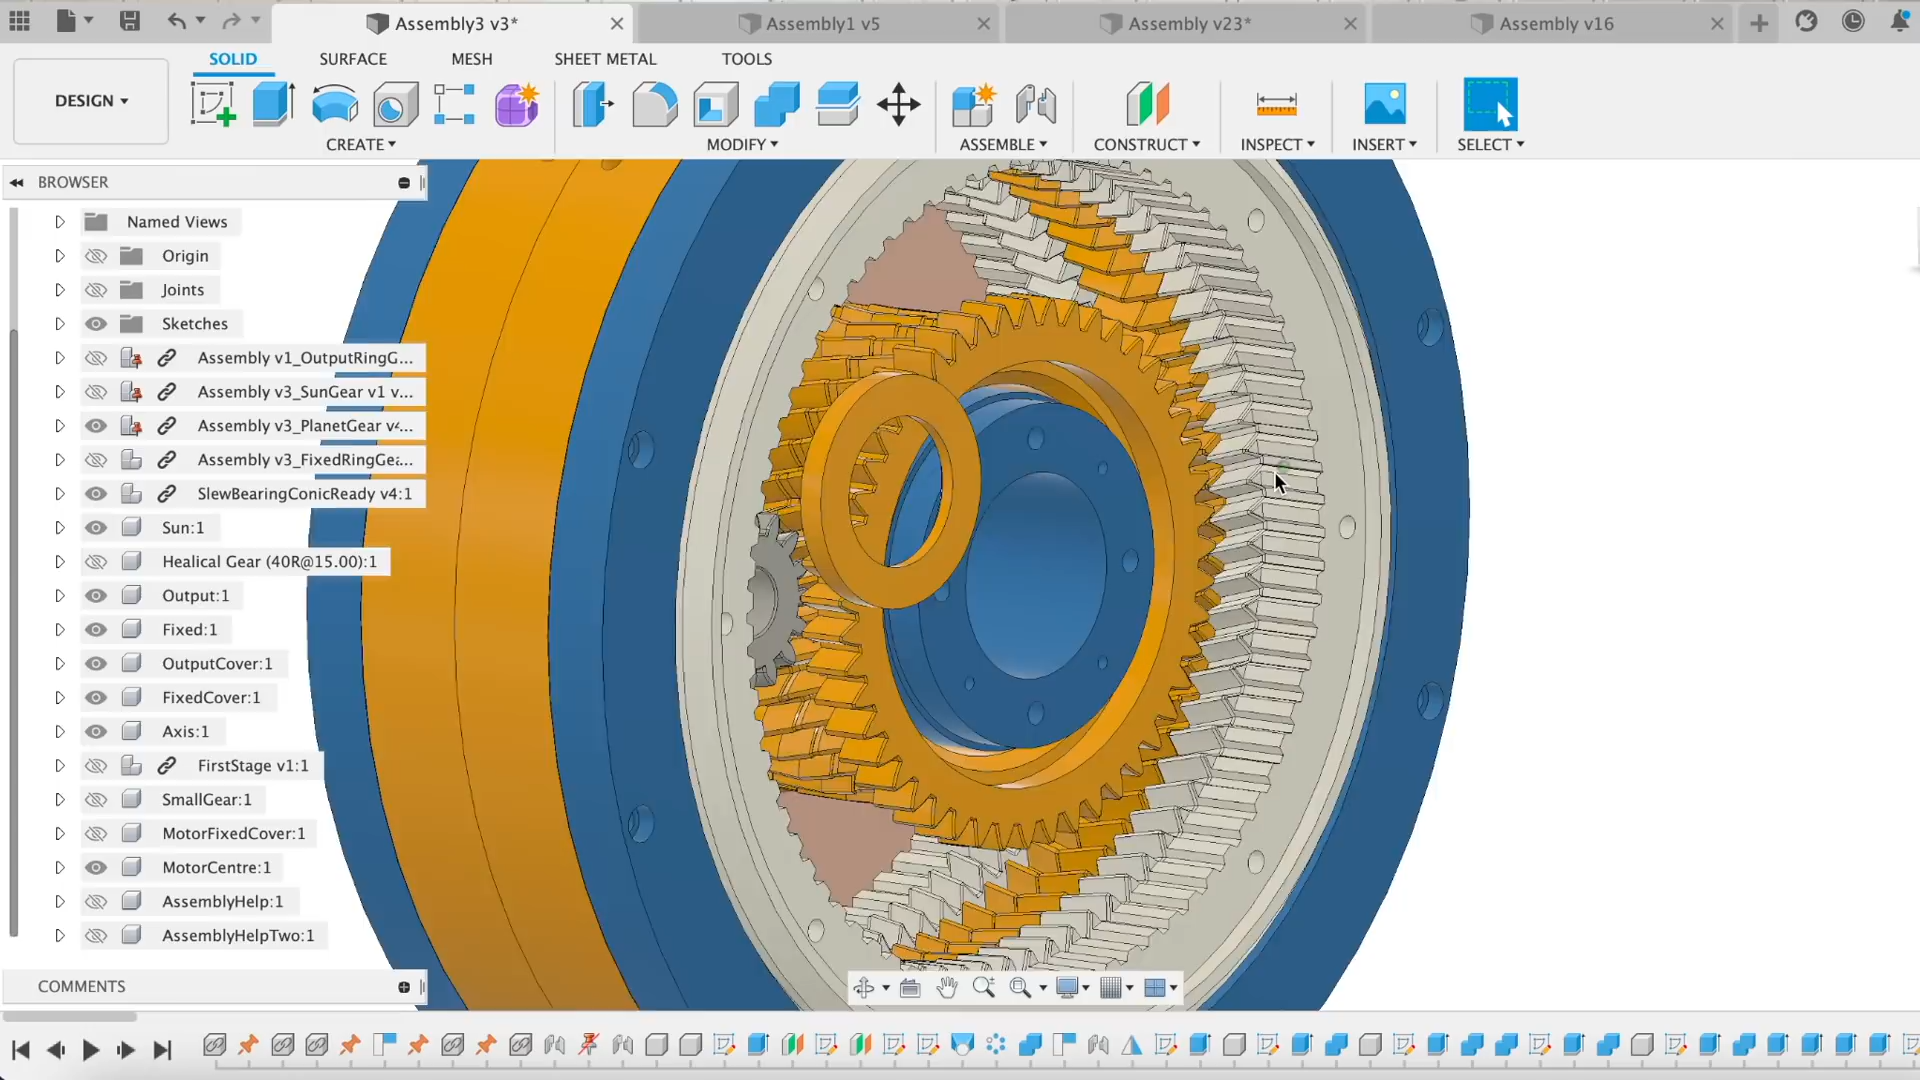 Assembly3 v3*
Assembly1 v5
Assembly v23*
Assembly v16
SOLID
SURFACE
MESH
SHEET METAL
TOOLS
DESIGN
CREATE
MODIFY
ASSEMBLE
CONSTRUCT
INSPECT
INSERT
SELECT
BROWSER
Named Views
Origin
Joints
Sketches
Assembly v1_OutputRingG...
Assembly v3_SunGear v1 v...
Assembly v3_PlanetGear v4...
Assembly v3_FixedRingGea...
SlewBearingConicReady v4:1
Sun:1
Healical Gear (40R@15.00):1
Output:1
Fixed:1
OutputCover:1
FixedCover:1
Axis:1
FirstStage v1:1
SmallGear:1
MotorFixedCover:1
MotorCentre:1
AssemblyHelp:1
AssemblyHelpTwo:1
COMMENTS